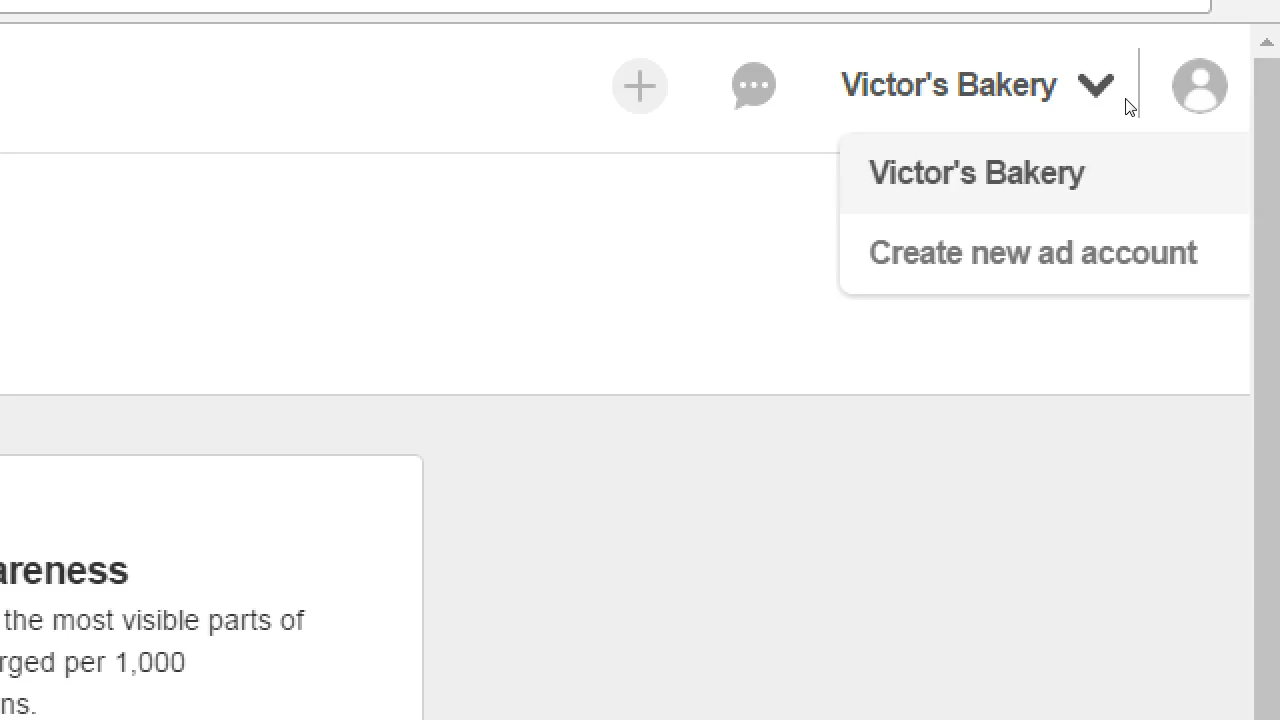 Victor's Bakery
Victor's Bakery
Create new ad account
areness
the most visible parts of
rged per 1,000
ns.